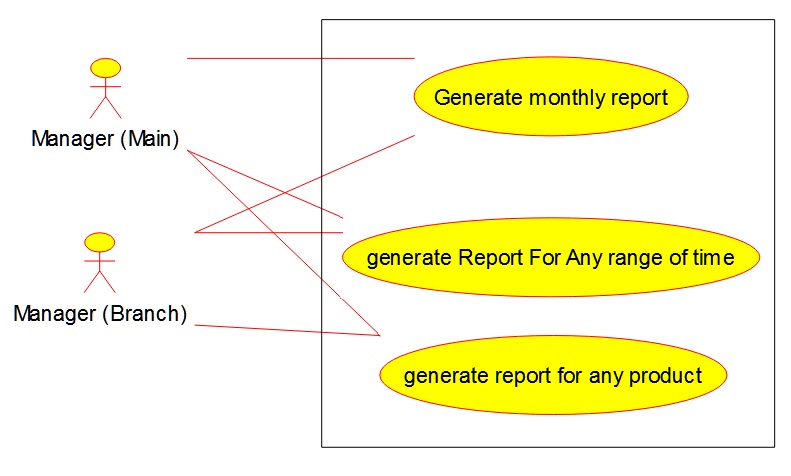 Generate monthly report
Manager (Main)
generate Report For Any range of time
Manager (Branch)
generate report for any product